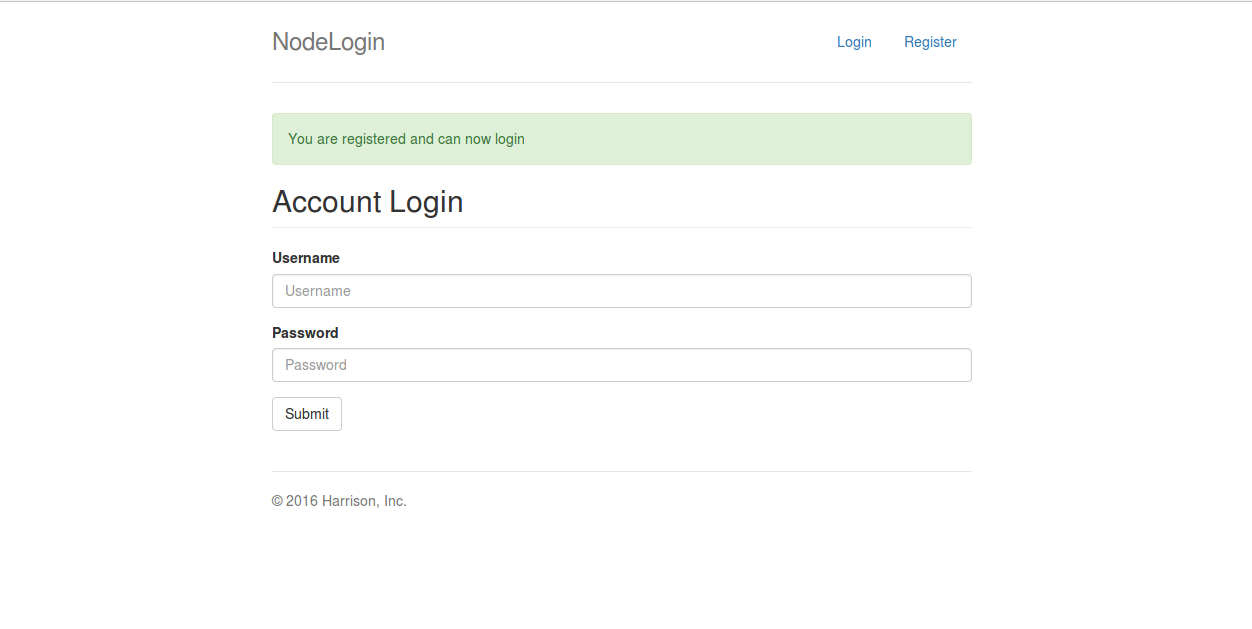 NodeLogin
Login Register
You are registered and can now login
Account Login
Username
Username
Password
Password
Submit
© 2016 Harrison, Inc.